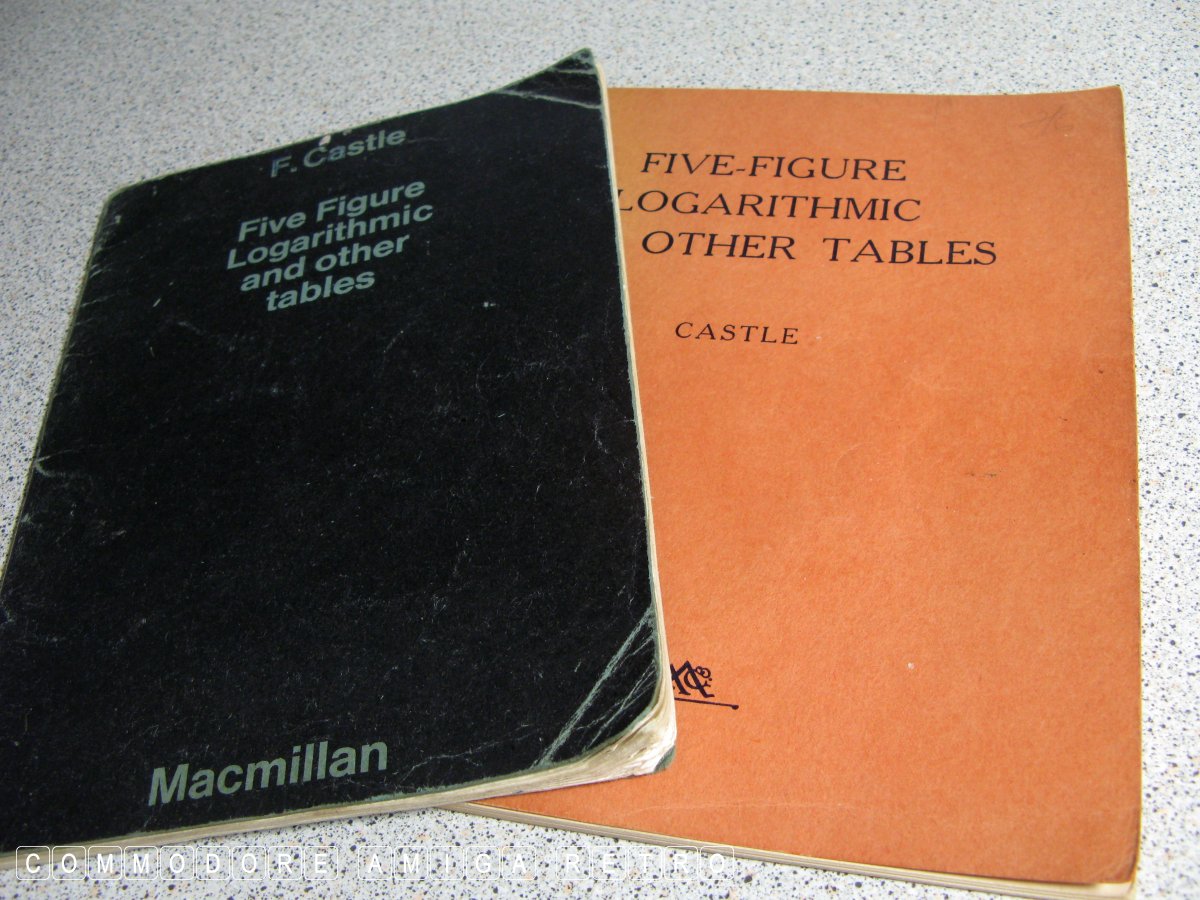 F. Castle
Five Figure
Logarithmic
and other
tables
Macmillan
FIVE-FIGURE
LOGARITHMIC
OTHER TABLES
CASTLE
COMMODORE AMIGA RETRO